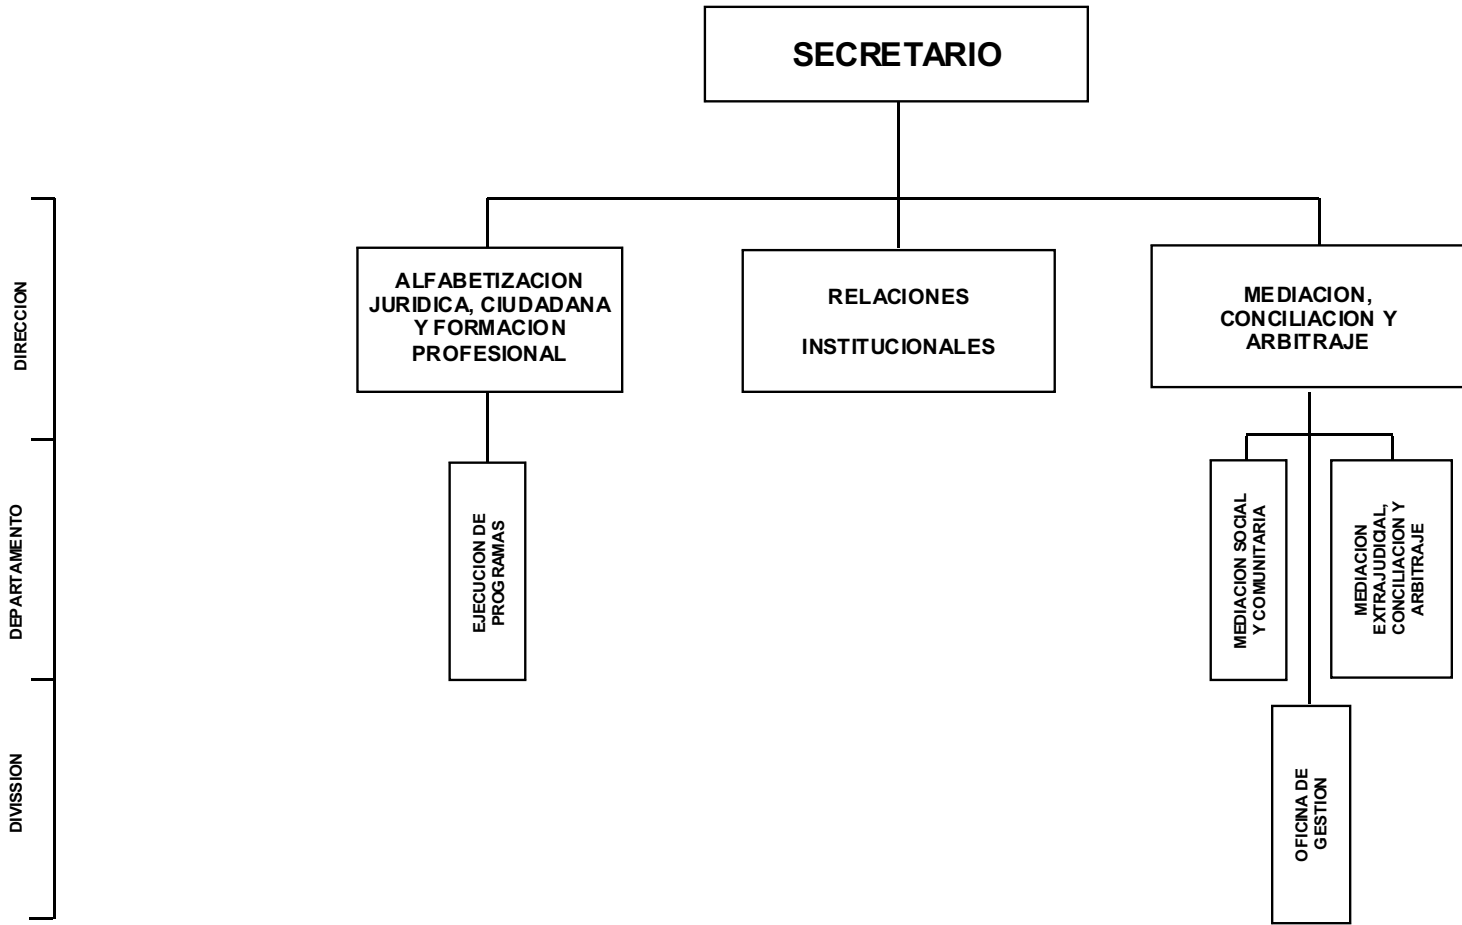 SECRETARIO
DIRECCION
ALFABETIZACION
JURIDICA, CIUDADANA
Y FORMACION
PROFESIONAL
RELACIONES
INSTITUCIONALES
MEDIACION,
CONCILIACION Y
ARBITRAJE
DEPARTAMENTO
EJECUCION DE
PROGRAMAS
MEDIACION SOCIAL
Y COMUNITARIA
MEDIACION
EXTRAJUDICIAL,
CONCILIACION Y
ARBITRAJE
DIVISSION
OFICINA DE
GESTION